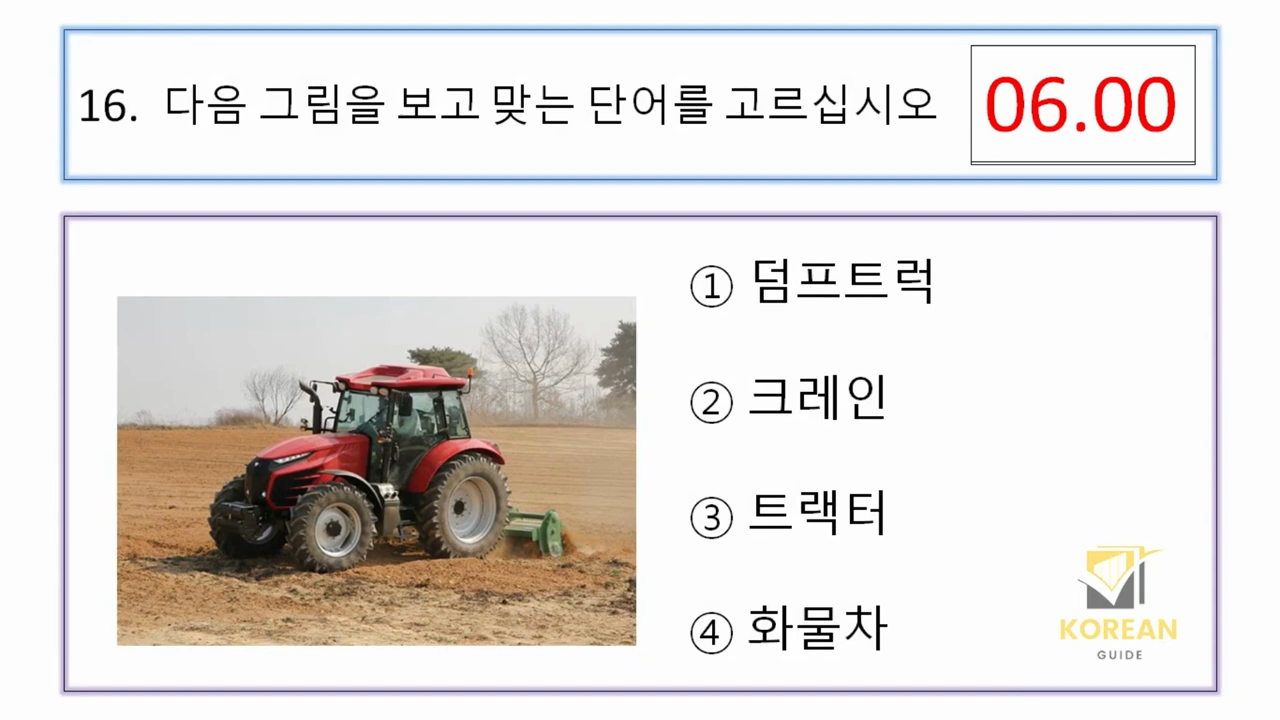 16. 다음 그림을 보고 맞는 단어를 고르십시오
06.00
① 덤프트럭
② 크레인
③ 트랙터
④ 화물차
KOREAN
GUIDE